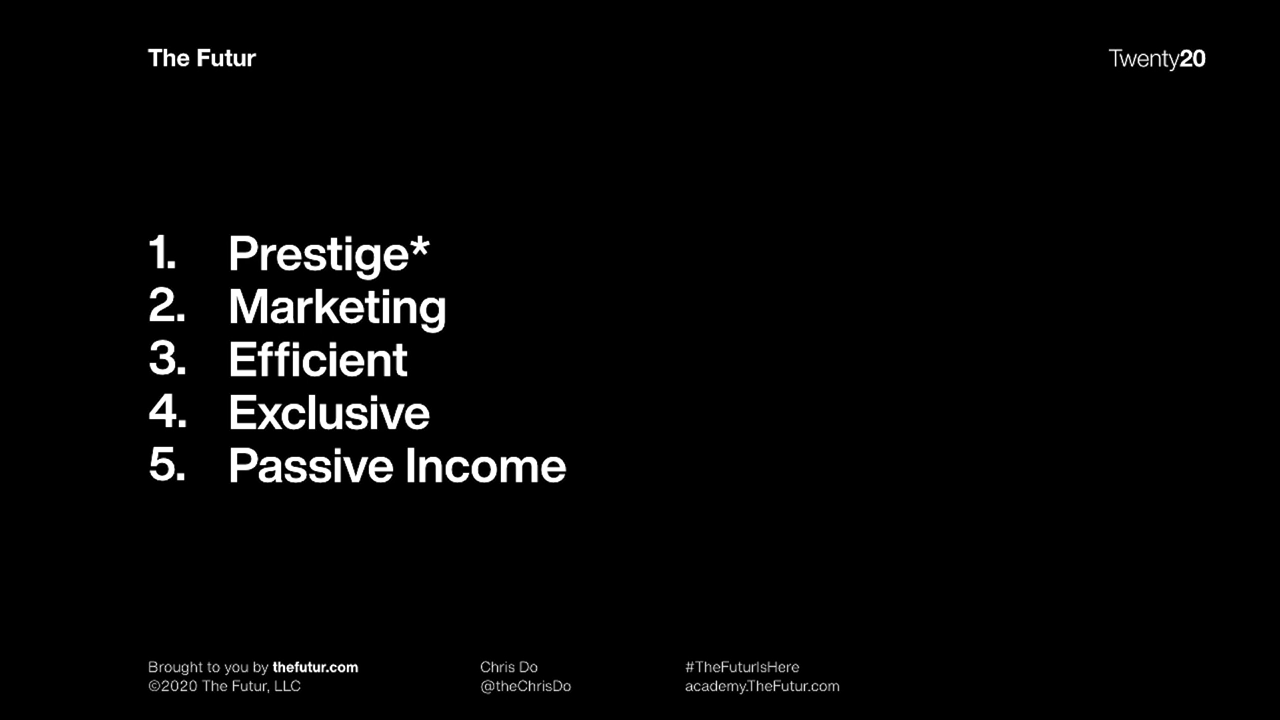 The Futur
Twenty20
1. Prestige*
2. Marketing
3. Efficient
4. Exclusive
5. Passive Income
Brought to you by thefutur.com
©2020 The Futur, LLC
Chris Do
@theChrisDo
#TheFuturIsHere
academy.TheFutur.com